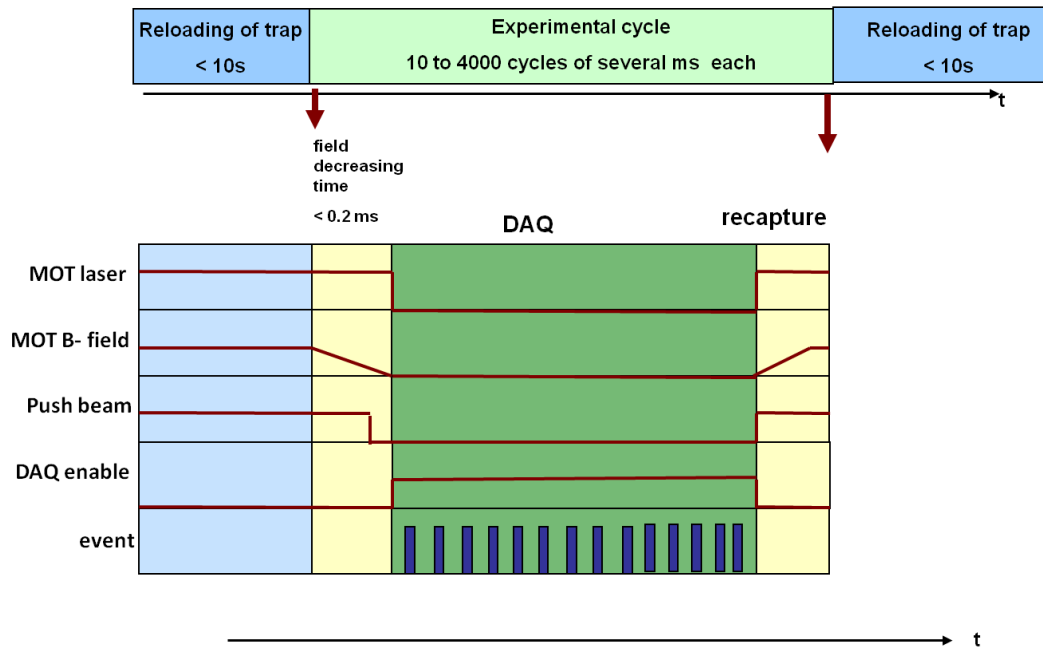 Reloading of trap
< 10s
Experimental cycle
10 to 4000 cycles of several ms each
Reloading of trap
< 10s
t
field
decreasing
time
< 0.2 ms
DAQ
recapture
MOT laser
MOT B- field
Push beam
DAQ enable
event
t